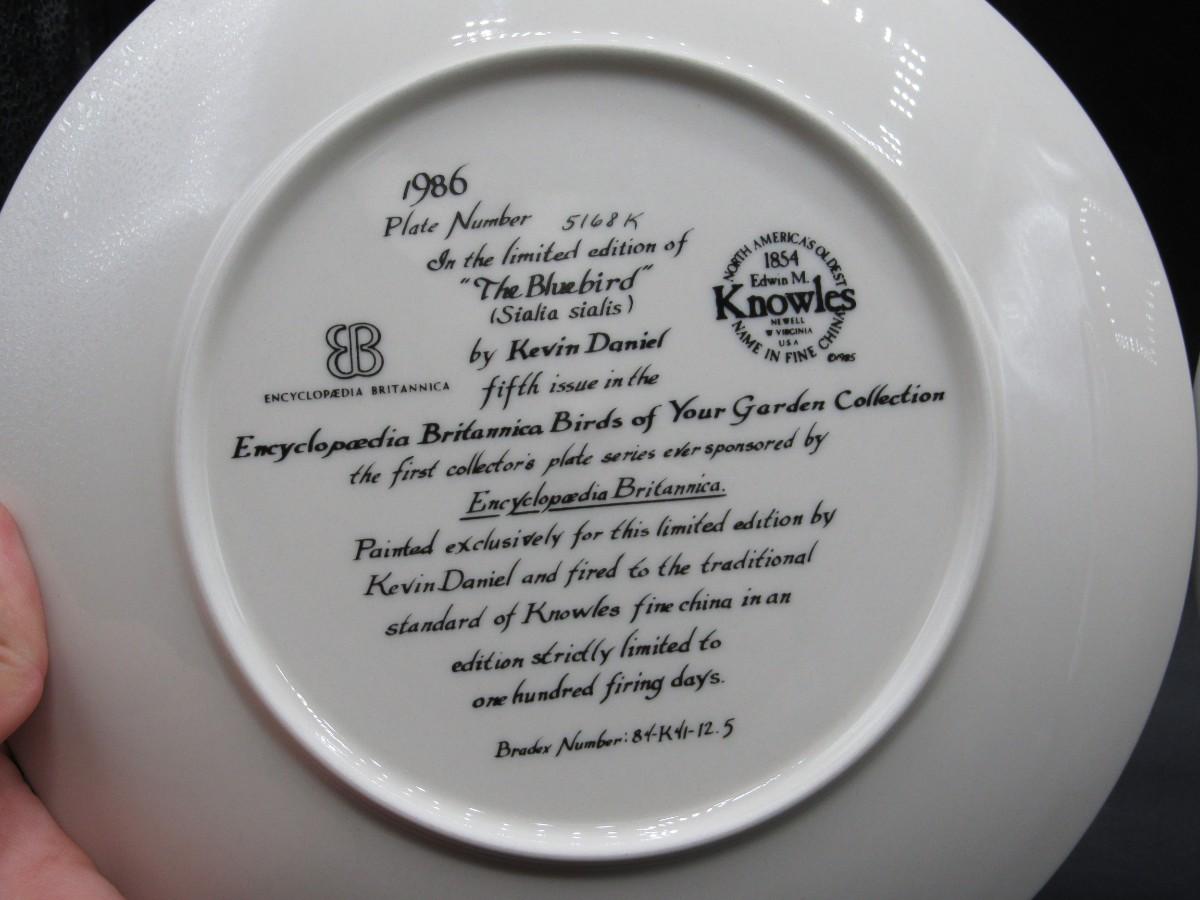 1986
Plate Number 5168K
In the limited edition of
"The Bluebird"
(Sialia sialis)
by Kevin Daniel
fifth issue in the
Encyclopædia Britannica Birds of Your Garden Collection
the first collector's plate series ever sponsored by
Encyclopædia Britannica.
Painted exclusively for this limited edition by
Kevin Daniel and fired to the traditional
standard of Knowles fine china in an
edition strictly limited to
one hundred firing days.
Bradex Number: 84-K41-12.5
ENCYCLOPÆDIA BRITANNICA
NORTH AMERICA'S OLDEST
1854
Edwin M.
Knowles
NEWELL
W VIRGINIA
USA
NAME IN FINE CHINA
©1985